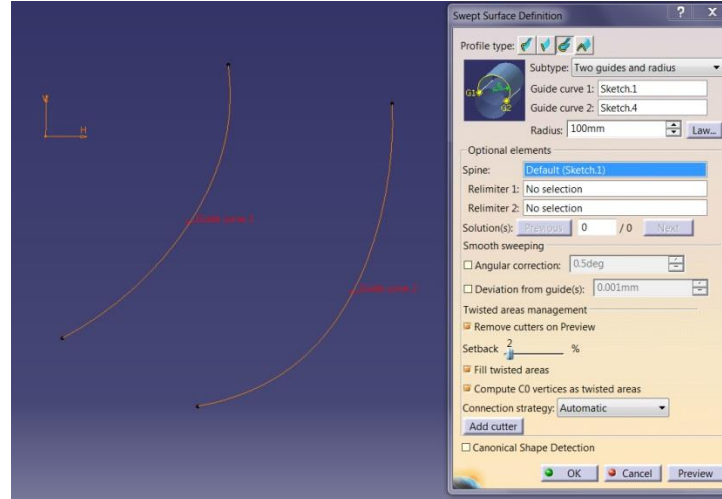 Swept Surface Definition
? X
Profile type:
Subtype: Two guides and radius
G1
G2
Guide curve 1: Sketch.1
Guide curve 2: Sketch.4
Radius: 100mm Law...
Optional elements
Spine: Default (Sketch.1)
Relimiter 1: No selection
Relimiter 2: No selection
Solution(s): Previous 0 / 0 Next
Smooth sweeping
Angular correction: 0.5deg
Deviation from guide(s): 0.001mm
Twisted areas management
Remove cutters on Preview
2
Setback %
Fill twisted areas
Compute C0 vertices as twisted areas
Connection strategy: Automatic
Add cutter
Canonical Shape Detection
OK Cancel Preview
V
H
Guide curve 1
Guide curve 2